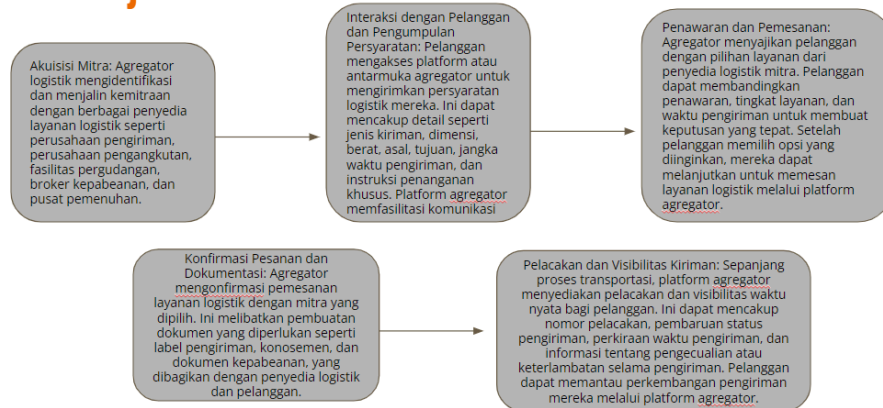 Akuisisi Mitra: Agregator
logistik mengidentifikasi
dan menjalin kemitraan
dengan berbagai penyedia
layanan logistik seperti
perusahaan pengiriman,
perusahaan pengangkutan,
fasilitas pergudangan,
broker kepabeanan, dan
pusat pemenuhan.
Interaksi dengan Pelanggan
dan Pengumpulan
Persyaratan: Pelanggan
mengakses platform atau
antarmuka agregator untuk
mengirimkan persyaratan
logistik mereka. Ini dapat
mencakup detail seperti
jenis kiriman, dimensi,
berat, asal, tujuan, jangka
waktu pengiriman, dan
instruksi penanganan
khusus. Platform agregator
memfasilitasi komunikasi
Penawaran dan Pemesanan:
Agregator menyajikan pelanggan
dengan pilihan layanan dari
penyedia logistik mitra. Pelanggan
dapat membandingkan
penawaran, tingkat layanan, dan
waktu pengiriman untuk membuat
keputusan yang tepat. Setelah
pelanggan memilih opsi yang
diinginkan, mereka dapat
melanjutkan untuk memesan
layanan logistik melalui platform
agregator.
Konfirmasi Pesanan dan
Dokumentasi: Agregator
mengonfirmasi pemesanan
layanan logistik dengan mitra yang
dipilih. Ini melibatkan pembuatan
dokumen yang diperlukan seperti
label pengiriman, konosemen, dan
dokumen kepabeanan, yang
dibagikan dengan penyedia logistik
dan pelanggan.
Pelacakan dan Visibilitas Kiriman: Sepanjang
proses transportasi, platform agregator
menyediakan pelacakan dan visibilitas waktu
nyata bagi pelanggan. Ini dapat mencakup
nomor pelacakan, pembaruan status
pengiriman, perkiraan waktu pengiriman, dan
informasi tentang pengecualian atau
keterlambatan selama pengiriman. Pelanggan
dapat memantau perkembangan pengiriman
mereka melalui platform agregator.